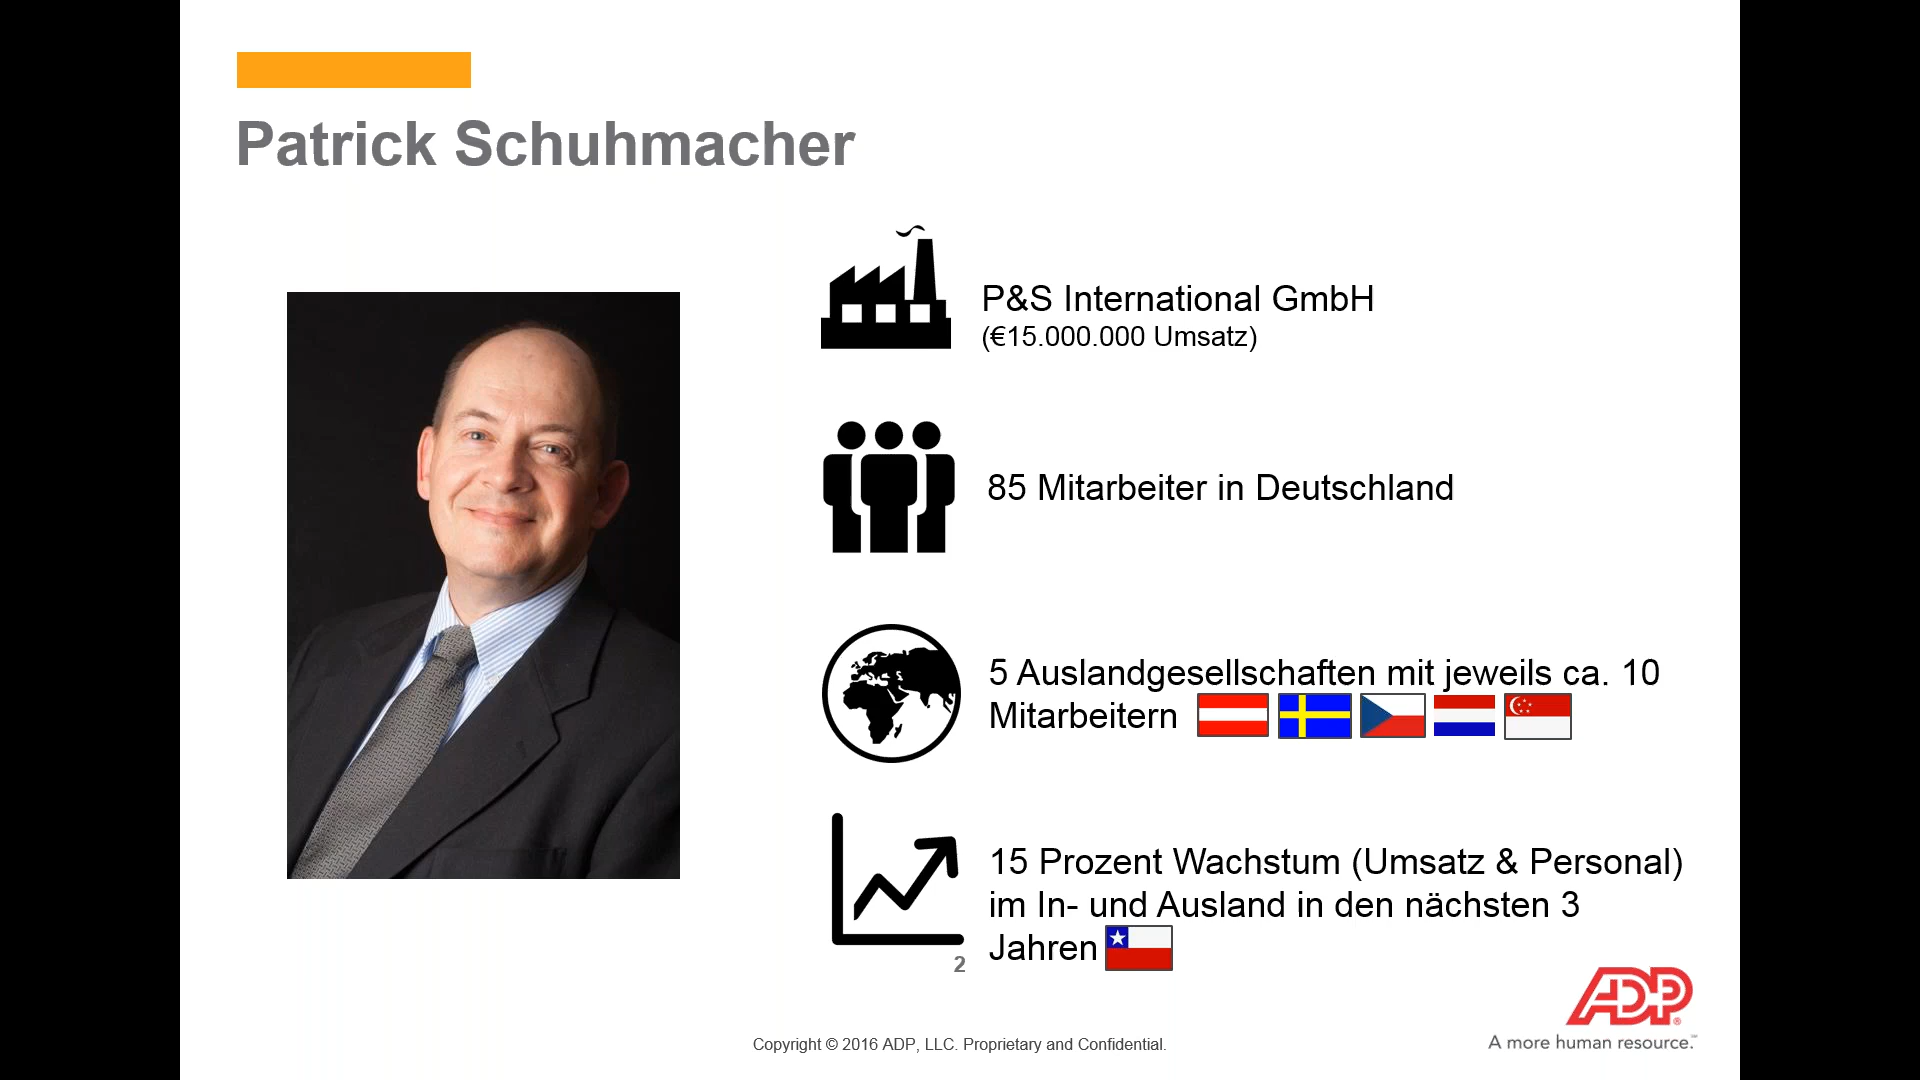 Patrick Schuhmacher
P&S International GmbH
(€15.000.000 Umsatz)
85 Mitarbeiter in Deutschland
5 Auslandgesellschaften mit jeweils ca. 10
Mitarbeitern
15 Prozent Wachstum (Umsatz & Personal)
im In- und Ausland in den nächsten 3
Jahren
2
ADP®
A more human resource.™
Copyright © 2016 ADP, LLC. Proprietary and Confidential.